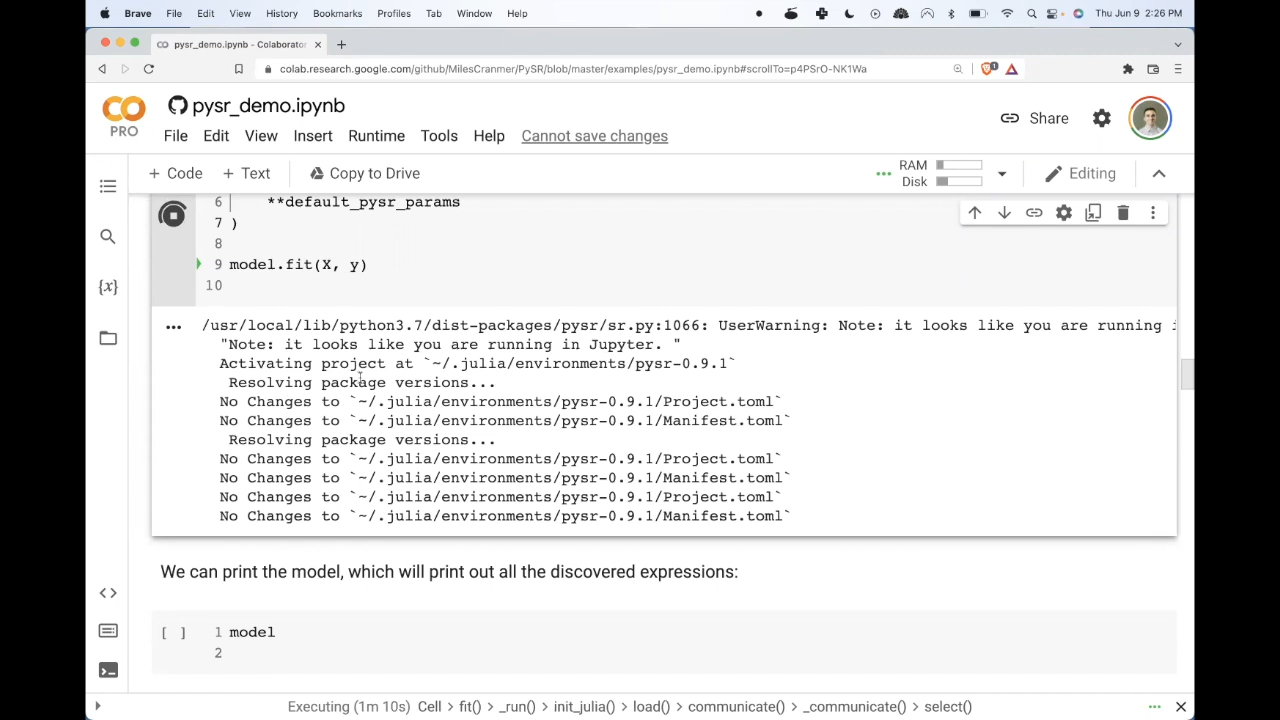 Brave File Edit View History Bookmarks Profiles Tab Window Help Thu Jun 9 2:26 PM
pysr_demo.ipynb - Colaborator
colab.research.google.com/github/MilesCranmer/PySR/blob/master/examples/pysr_demo.ipynb#scrollTo=p4PSrO-NK1Wa 1
CO
PRO
pysr_demo.ipynb
File Edit View Insert Runtime Tools Help Cannot save changes
Share
+ Code + Text Copy to Drive
RAM
Disk
Editing
6 **default_pysr_params
7 )
8
9 model.fit(X, y)
10
/usr/local/lib/python3.7/dist-packages/pysr/sr.py:1066: UserWarning: Note: it looks like you are running i
"Note: it looks like you are running in Jupyter. "
Activating project at `~/.julia/environments/pysr-0.9.1`
Resolving package versions...
No Changes to `~/.julia/environments/pysr-0.9.1/Project.toml`
No Changes to `~/.julia/environments/pysr-0.9.1/Manifest.toml`
Resolving package versions...
No Changes to `~/.julia/environments/pysr-0.9.1/Project.toml`
No Changes to `~/.julia/environments/pysr-0.9.1/Manifest.toml`
No Changes to `~/.julia/environments/pysr-0.9.1/Project.toml`
No Changes to `~/.julia/environments/pysr-0.9.1/Manifest.toml`
We can print the model, which will print out all the discovered expressions:
[ ] 1 model
2
Executing (1m 10s) Cell > fit() > _run() > init_julia() > load() > communicate() > _communicate() > select()